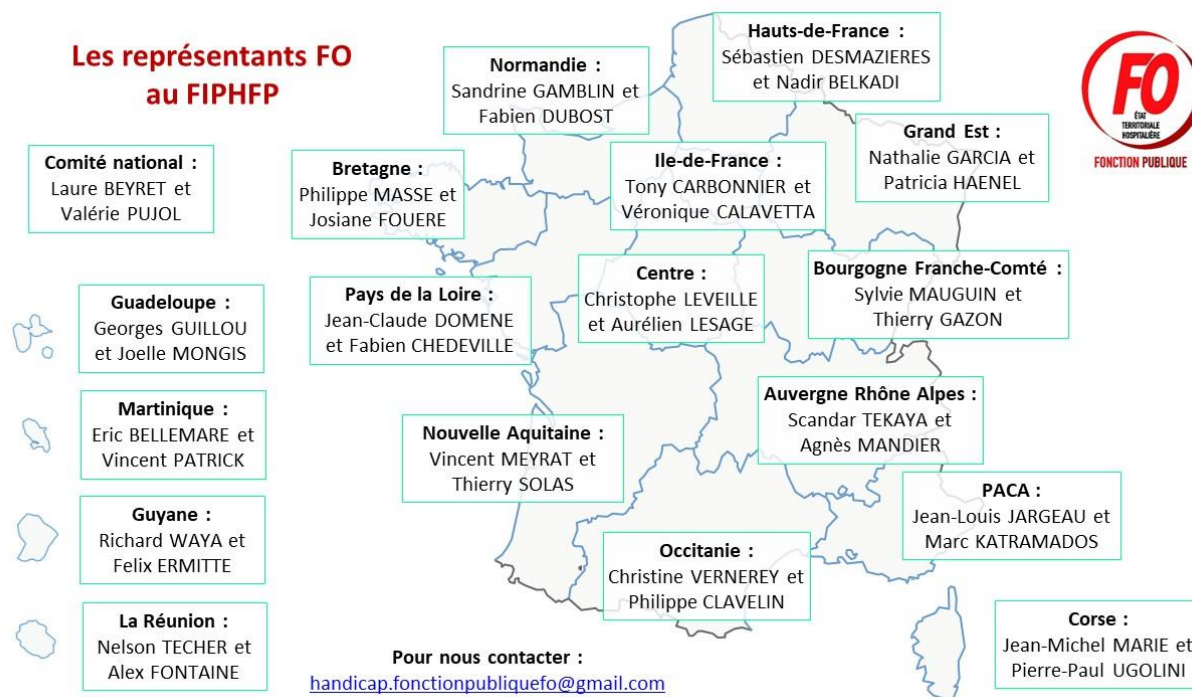 Les représentants FO
au FIPHFP
Hauts-de-France :
Sébastien DESMAZIERES
et Nadir BELKADI
Normandie :
Sandrine GAMBLIN et
Fabien DUBOST
FO
ÉTAT
TERRITORIALE
HOSPITALIÈRE
FONCTION PUBLIQUE
Grand Est :
Nathalie GARCIA et
Patricia HAENEL
Comité national :
Laure BEYRET et
Valérie PUJOL
Bretagne :
Philippe MASSE et
Josiane FOUERE
Ile-de-France :
Tony CARBONNIER et
Véronique CALAVETTA
Bourgogne Franche-Comté :
Sylvie MAUGUIN et
Thierry GAZON
Centre :
Christophe LEVEILLE
et Aurélien LESAGE
Pays de la Loire :
Jean-Claude DOMENE
et Fabien CHEDEVILLE
Guadeloupe :
Georges GUILLOU
et Joelle MONGIS
Auvergne Rhône Alpes :
Scandar TEKAYA et
Agnès MANDIER
Martinique :
Eric BELLEMARE et
Vincent PATRICK
Nouvelle Aquitaine :
Vincent MEYRAT et
Thierry SOLAS
PACA :
Jean-Louis JARGEAU et
Marc KATRAMADOS
Guyane :
Richard WAYA et
Felix ERMITTE
Occitanie :
Christine VERNEREY et
Philippe CLAVELIN
La Réunion :
Nelson TECHER et
Alex FONTAINE
Corse :
Jean-Michel MARIE et
Pierre-Paul UGOLINI
Pour nous contacter :
handicap.fonctionpubliquefo@gmail.com